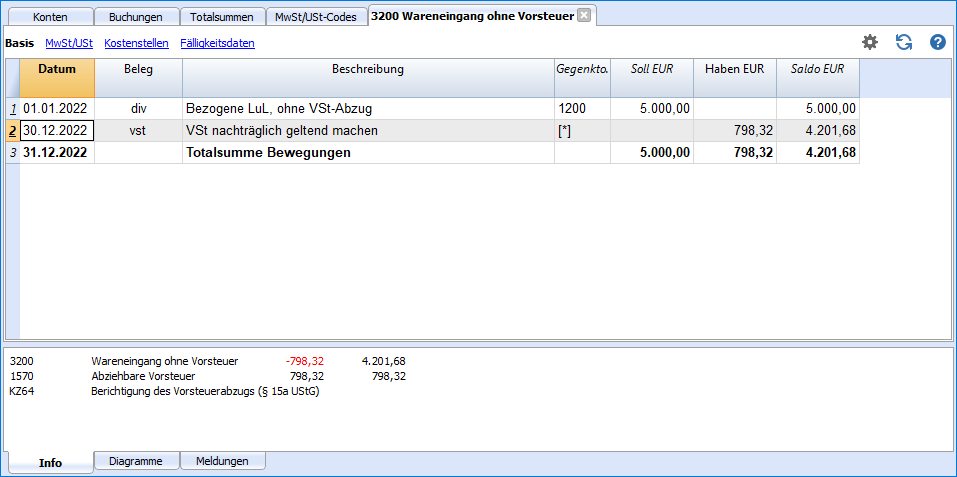 Konten Buchungen Totalsummen MwSt/USt-Codes 3200 Wareneingang ohne Vorsteuer
Basis MwSt/USt Kostenstellen Fälligkeitsdaten
Datum Beleg Beschreibung Gegenkto. Soll EUR Haben EUR Saldo EUR
1 01.01.2022 div Bezogene LuL, ohne VSt-Abzug 1200 5.000,00 5.000,00
2 30.12.2022 vst VSt nachträglich geltend machen [*] 798,32 4.201,68
3 31.12.2022 Totalsumme Bewegungen 5.000,00 798,32 4.201,68
3200 Wareneingang ohne Vorsteuer -798,32 4.201,68
1570 Abziehbare Vorsteuer 798,32 798,32
KZ64 Berichtigung des Vorsteuerabzugs (§ 15a UStG)
Info Diagramme Meldungen